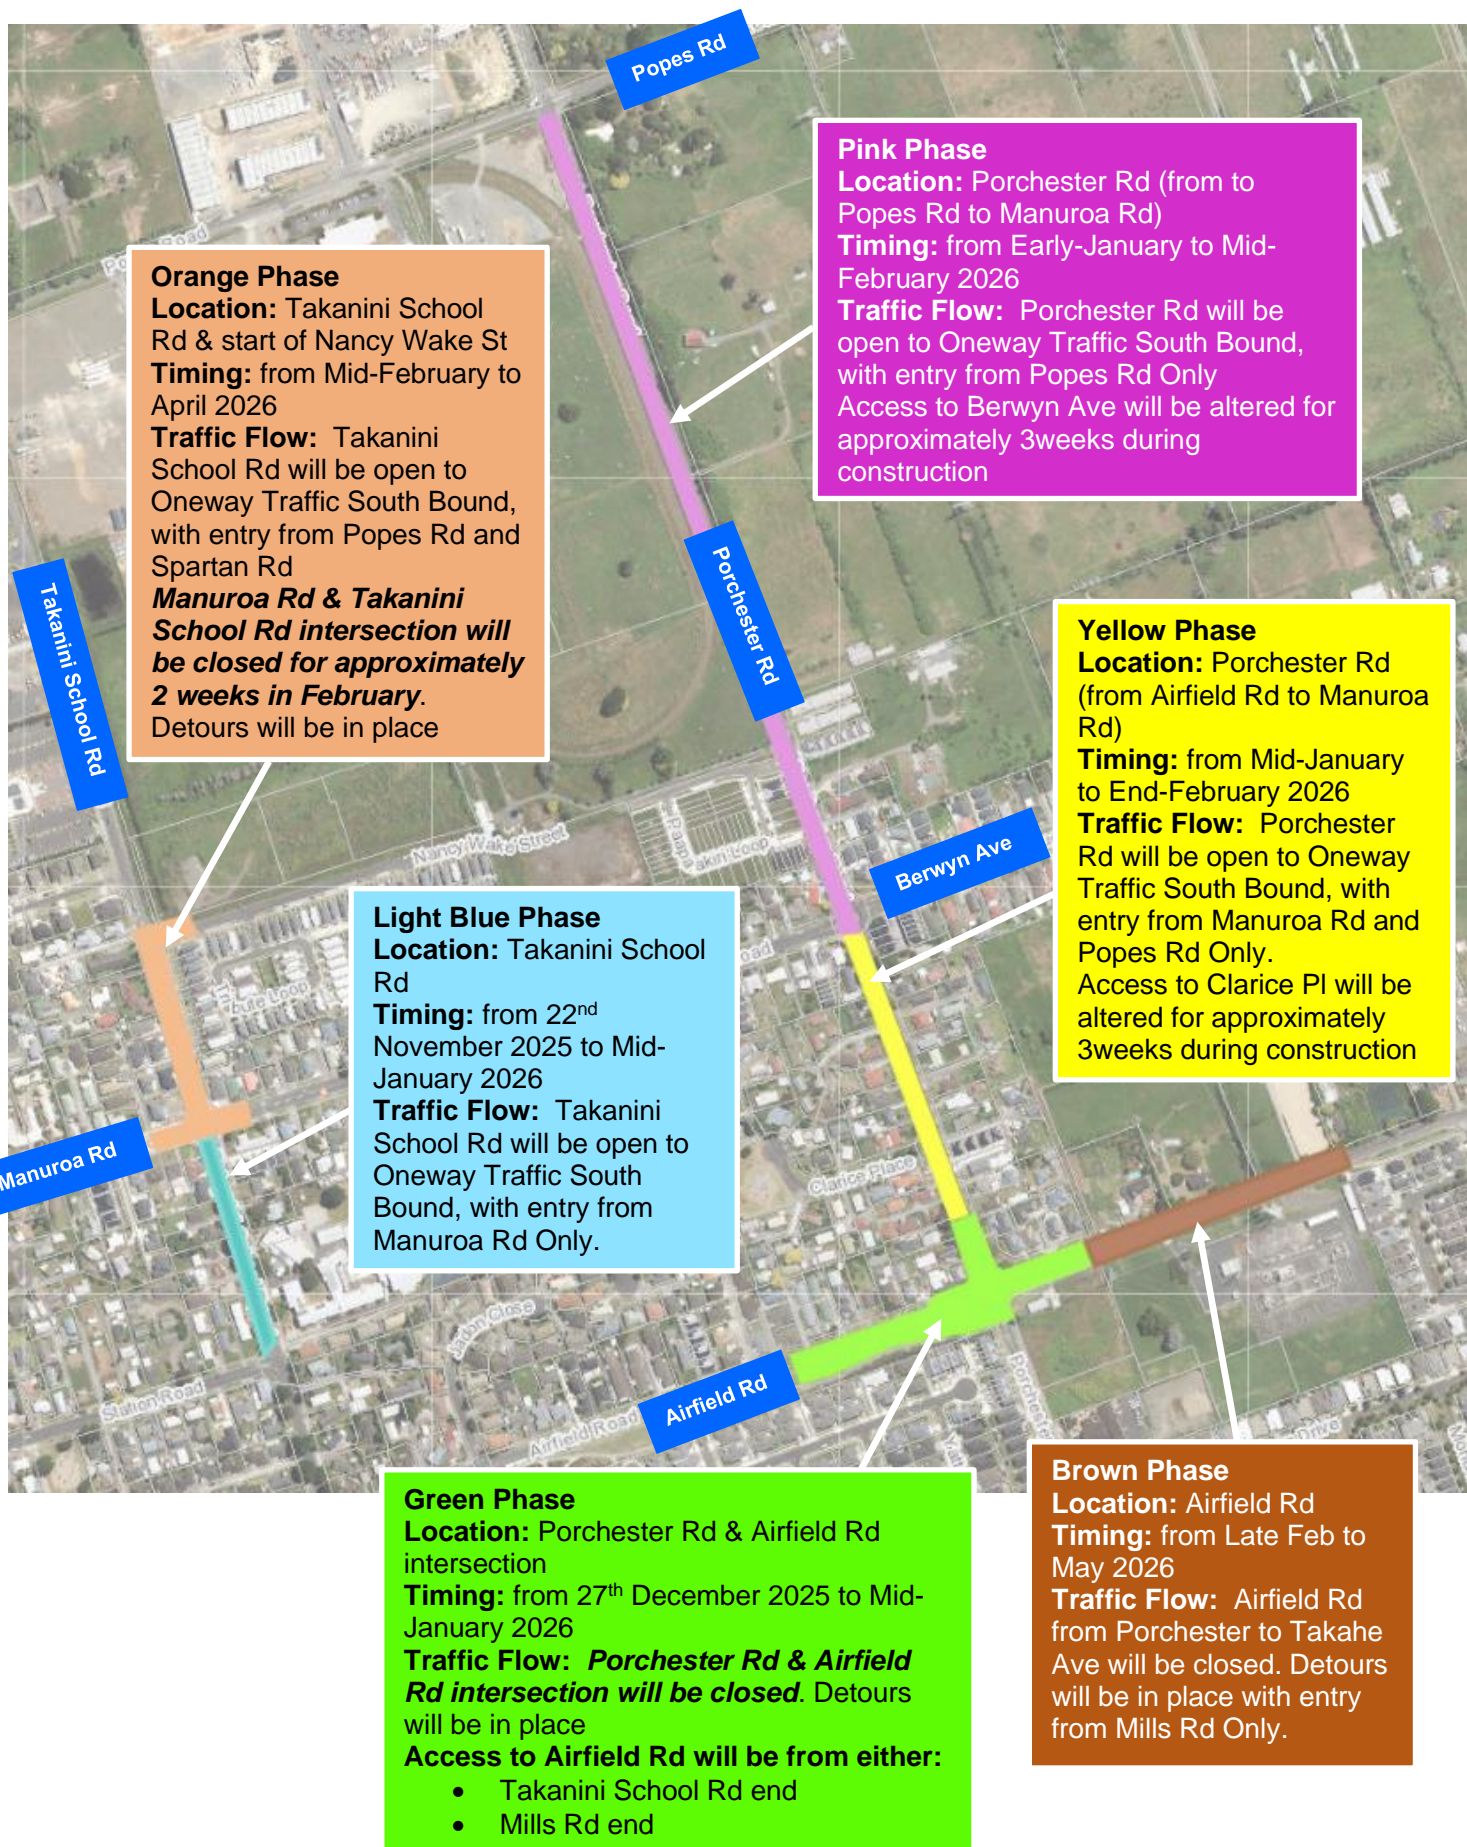 Popes Rd
Pink Phase
Location: Porchester Rd (from to
Popes Rd to Manuroa Rd)
Timing: from Early-January to Mid-
February 2026
Traffic Flow: Porchester Rd will be
open to Oneway Traffic South Bound,
with entry from Popes Rd Only
Access to Berwyn Ave will be altered for
approximately 3weeks during
construction
Road
Orange Phase
Location: Takanini School
Rd & start of Nancy Wake St
Timing: from Mid-February to
April 2026
Traffic Flow: Takanini
School Rd will be open to
Oneway Traffic South Bound,
with entry from Popes Rd and
Spartan Rd
Manuroa Rd & Takanini
School Rd intersection will
be closed for approximately
2 weeks in February.
Detours will be in place
Takanini School Rd
Porchester Rd
Yellow Phase
Location: Porchester Rd
(from Airfield Rd to Manuroa
Rd)
Timing: from Mid-January
to End-February 2026
Traffic Flow: Porchester
Rd will be open to Oneway
Traffic South Bound, with
entry from Manuroa Rd and
Popes Rd Only.
Access to Clarice Pl will be
altered for approximately
3weeks during construction
Nancy Wake Street
Loop
Berwyn Ave
Light Blue Phase
Location: Takanini School
Rd
Timing: from 22nd
November 2025 to Mid-
January 2026
Traffic Flow: Takanini
School Rd will be open to
Oneway Traffic South
Bound, with entry from
Manuroa Rd Only.
oad
bute Loop
Manuroa Rd
Clarice Place
Close
Station Road
Airfield Road
Airfield Rd
Porcheste
Drive
Green Phase
Location: Porchester Rd & Airfield Rd
intersection
Timing: from 27th December 2025 to Mid-
January 2026
Traffic Flow: Porchester Rd & Airfield
Rd intersection will be closed. Detours
will be in place
Access to Airfield Rd will be from either:
• Takanini School Rd end
• Mills Rd end
Brown Phase
Location: Airfield Rd
Timing: from Late Feb to
May 2026
Traffic Flow: Airfield Rd
from Porchester to Takahe
Ave will be closed. Detours
will be in place with entry
from Mills Rd Only.